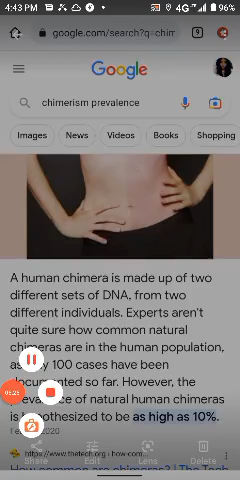 4:43 PM
4G
96%
google.com/search?q=chim
9
Google
chimerism prevalence
Images News Videos Books Shopping
A human chimera is made up of two
different sets of DNA, from two
different individuals. Experts aren't
quite sure how common natural
chimeras are in the human population,
as 100 cases have been
documented so far. However, the
of natural human chimeras
is hypothesized to be as high as 10%.
2020
05:25
Share Edit Lens Delete
https://www.thetech.org › how-com...
How common are chimeras? | The Tech